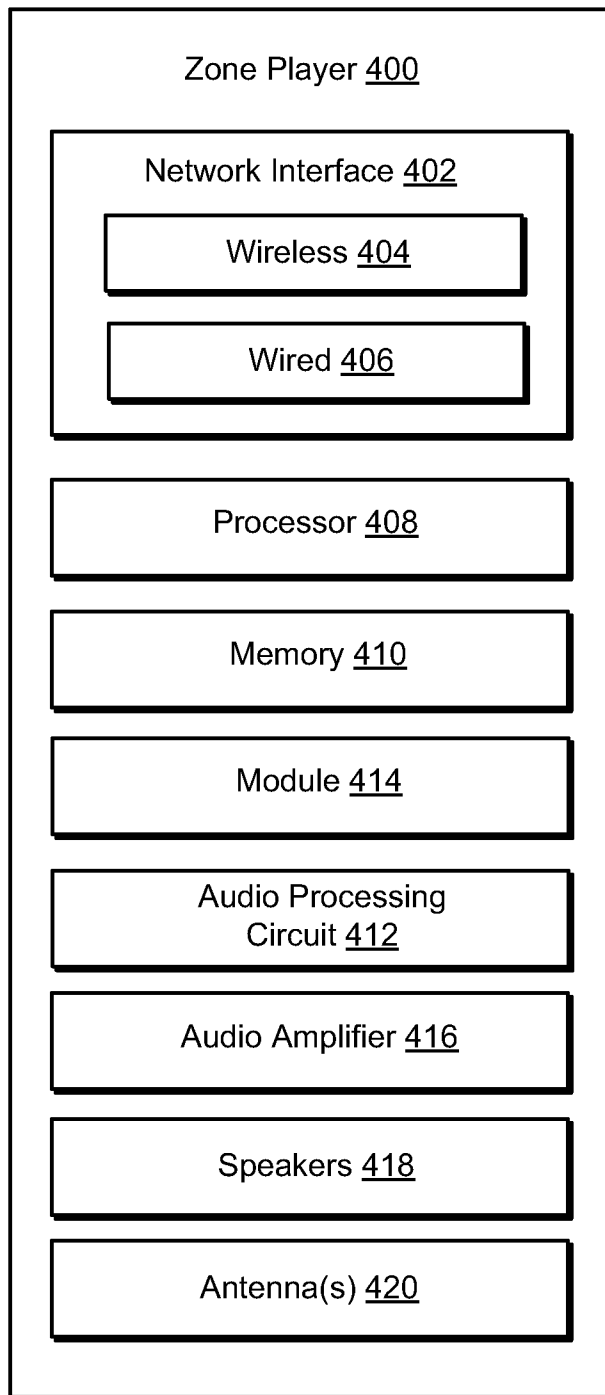 Zone Player 400
Network Interface 402
Wireless 404
Wired 406
Processor 408
Memory 410
Module 414
Audio Processing
Circuit 412
Audio Amplifier 416
Speakers 418
Antenna(s) 420